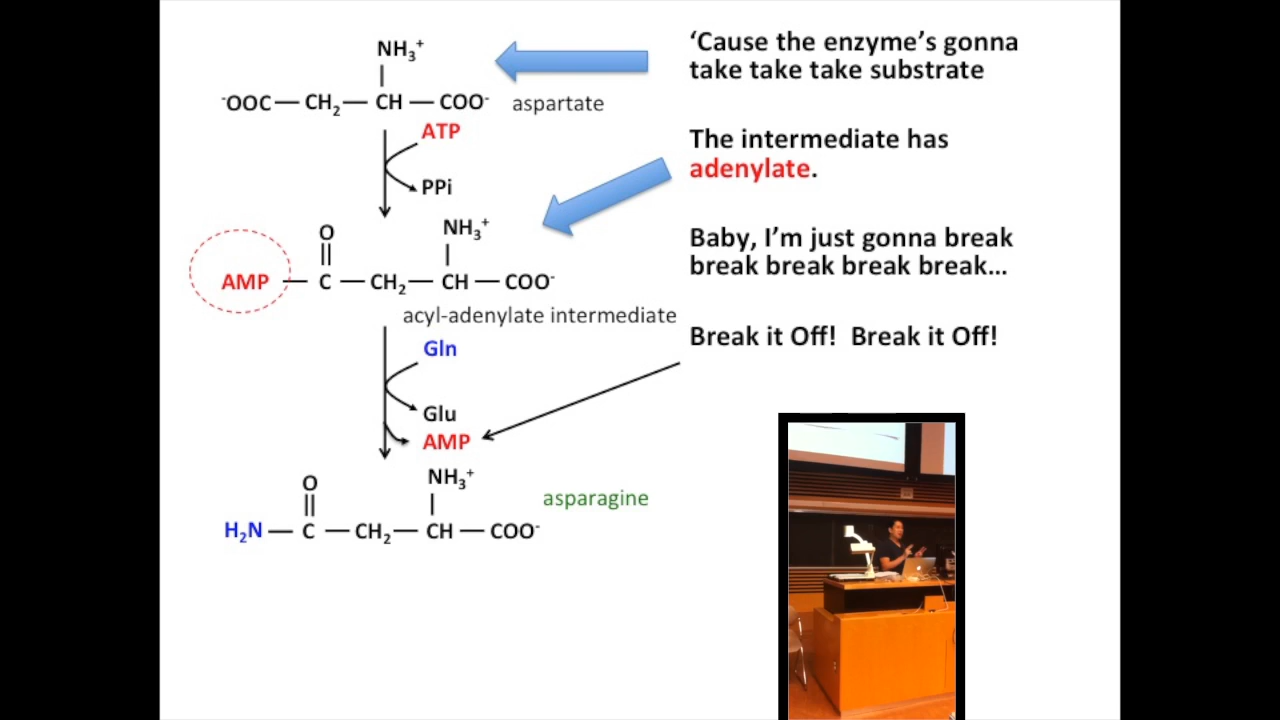 NH₃⁺
⁻OOC — CH₂ — CH — COO⁻ aspartate
ATP
PPi
O NH₃⁺
AMP — C — CH₂ — CH — COO⁻
acyl-adenylate intermediate
Gln
Glu
AMP
O NH₃⁺
asparagine
H₂N — C — CH₂ — CH — COO⁻
‘Cause the enzyme’s gonna
take take take substrate
The intermediate has
adenylate.
Baby, I’m just gonna break
break break break break...
Break it Off! Break it Off!